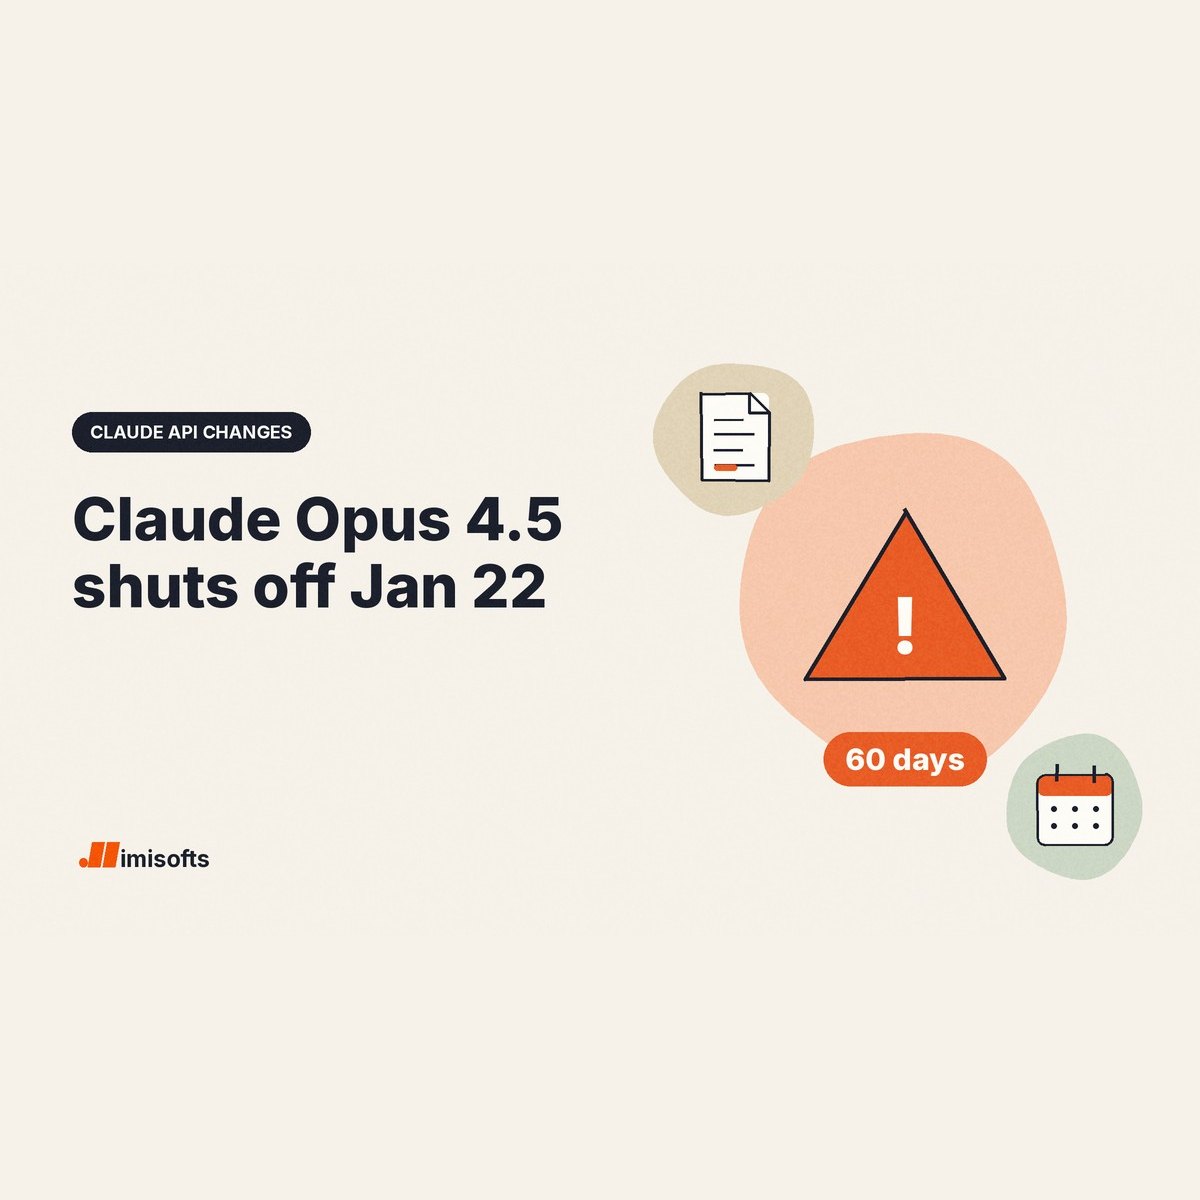 CLAUDE API CHANGES
Claude Opus 4.5
shuts off Jan 22
!
60 days
imisofts